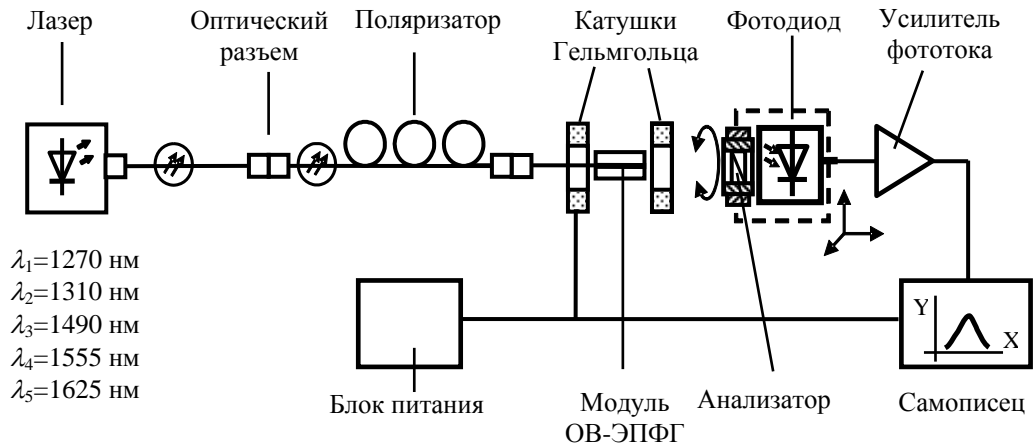 Лазер
Оптический
разъем
Поляризатор
Катушки
Гельмгольца
Фотодиод
Усилитель
фототока
λ1=1270 нм
λ2=1310 нм
λ3=1490 нм
λ4=1555 нм
λ5=1625 нм
Y
X
Блок питания
Модуль
ОВ-ЭПФГ
Анализатор
Самописец